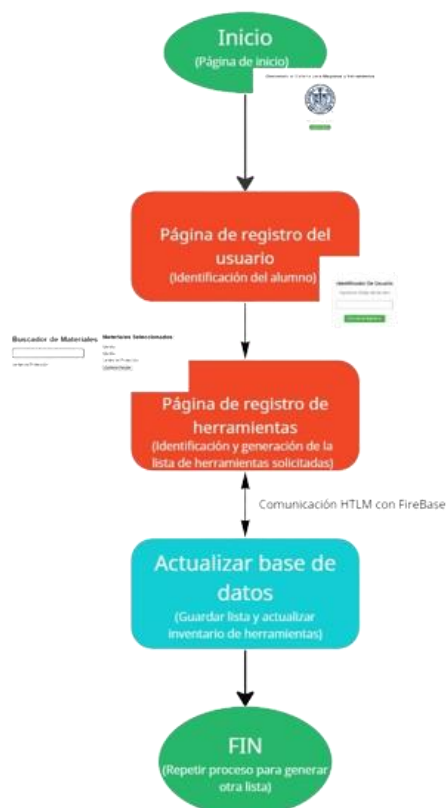 Inicio
(Página de inicio)
Página de registro del
usuario
(Identificación del alumno)
Identificador De Usuario
Buscador de Materiales
Materiales Seleccionados
Página de registro de
herramientas
(Identificación y generación de la
lista de herramientas solicitadas)
Comunicación HTLM con FireBase
Actualizar base de
datos
(Guardar lista y actualizar
inventario de herramientas)
FIN
(Repetir proceso para generar
otra lista)